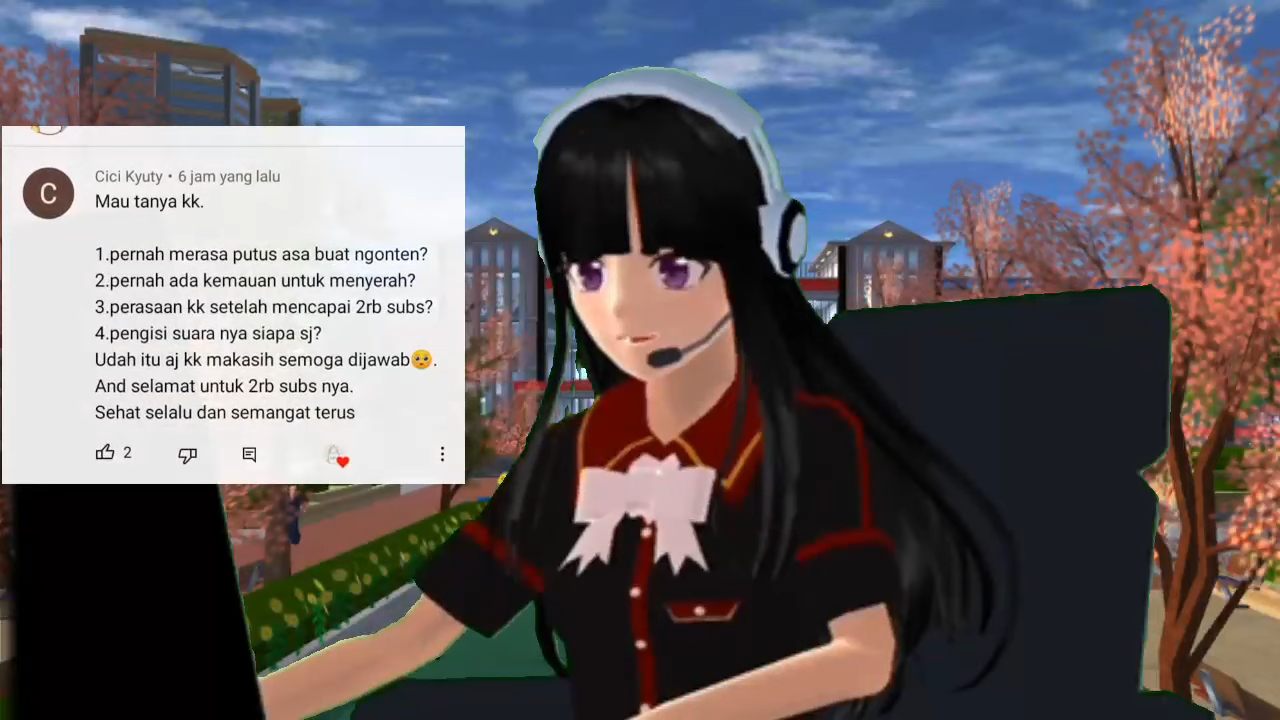 C
Cici Kyuty • 6 jam yang lalu
Mau tanya kk.
1.pernah merasa putus asa buat ngonten?
2.pernah ada kemauan untuk menyerah?
3.perasaan kk setelah mencapai 2rb subs?
4.pengisi suara nya siapa sj?
Udah itu aj kk makasih semoga dijawab🥺.
And selamat untuk 2rb subs nya.
Sehat selalu dan semangat terus
2